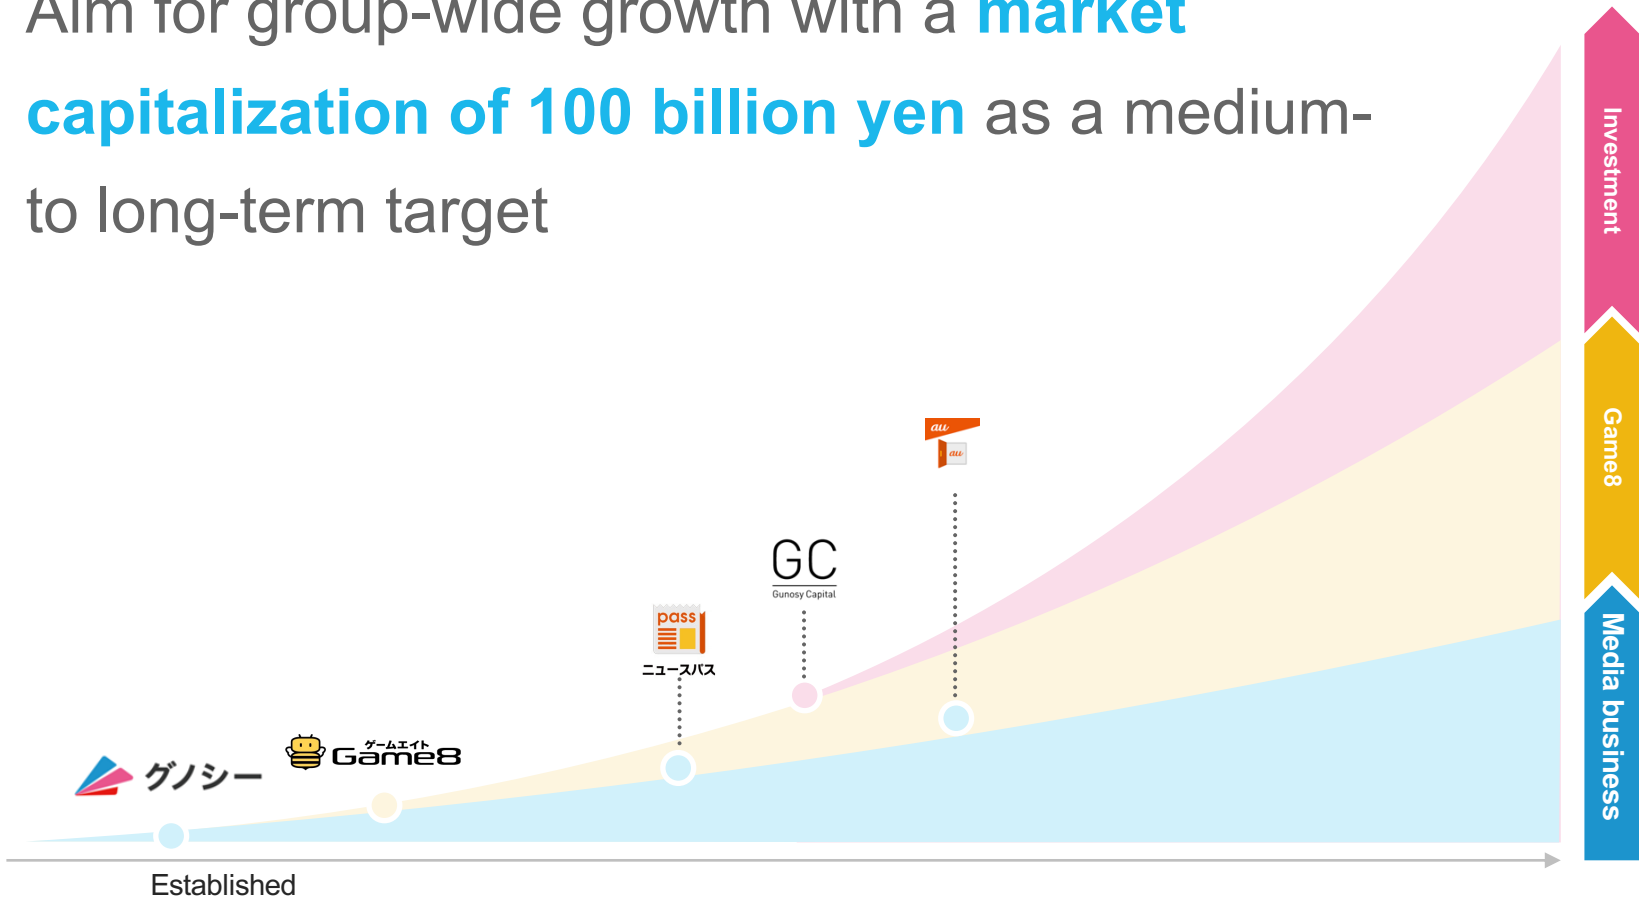 Aim for group-wide growth with a market
capitalization of 100 billion yen as a medium-
to long-term target
Investment
Game8
Media business
au
au
GC
Gunosy Capital
pass
ニュースパス
ゲームエイト
Game8
グノシー
Established